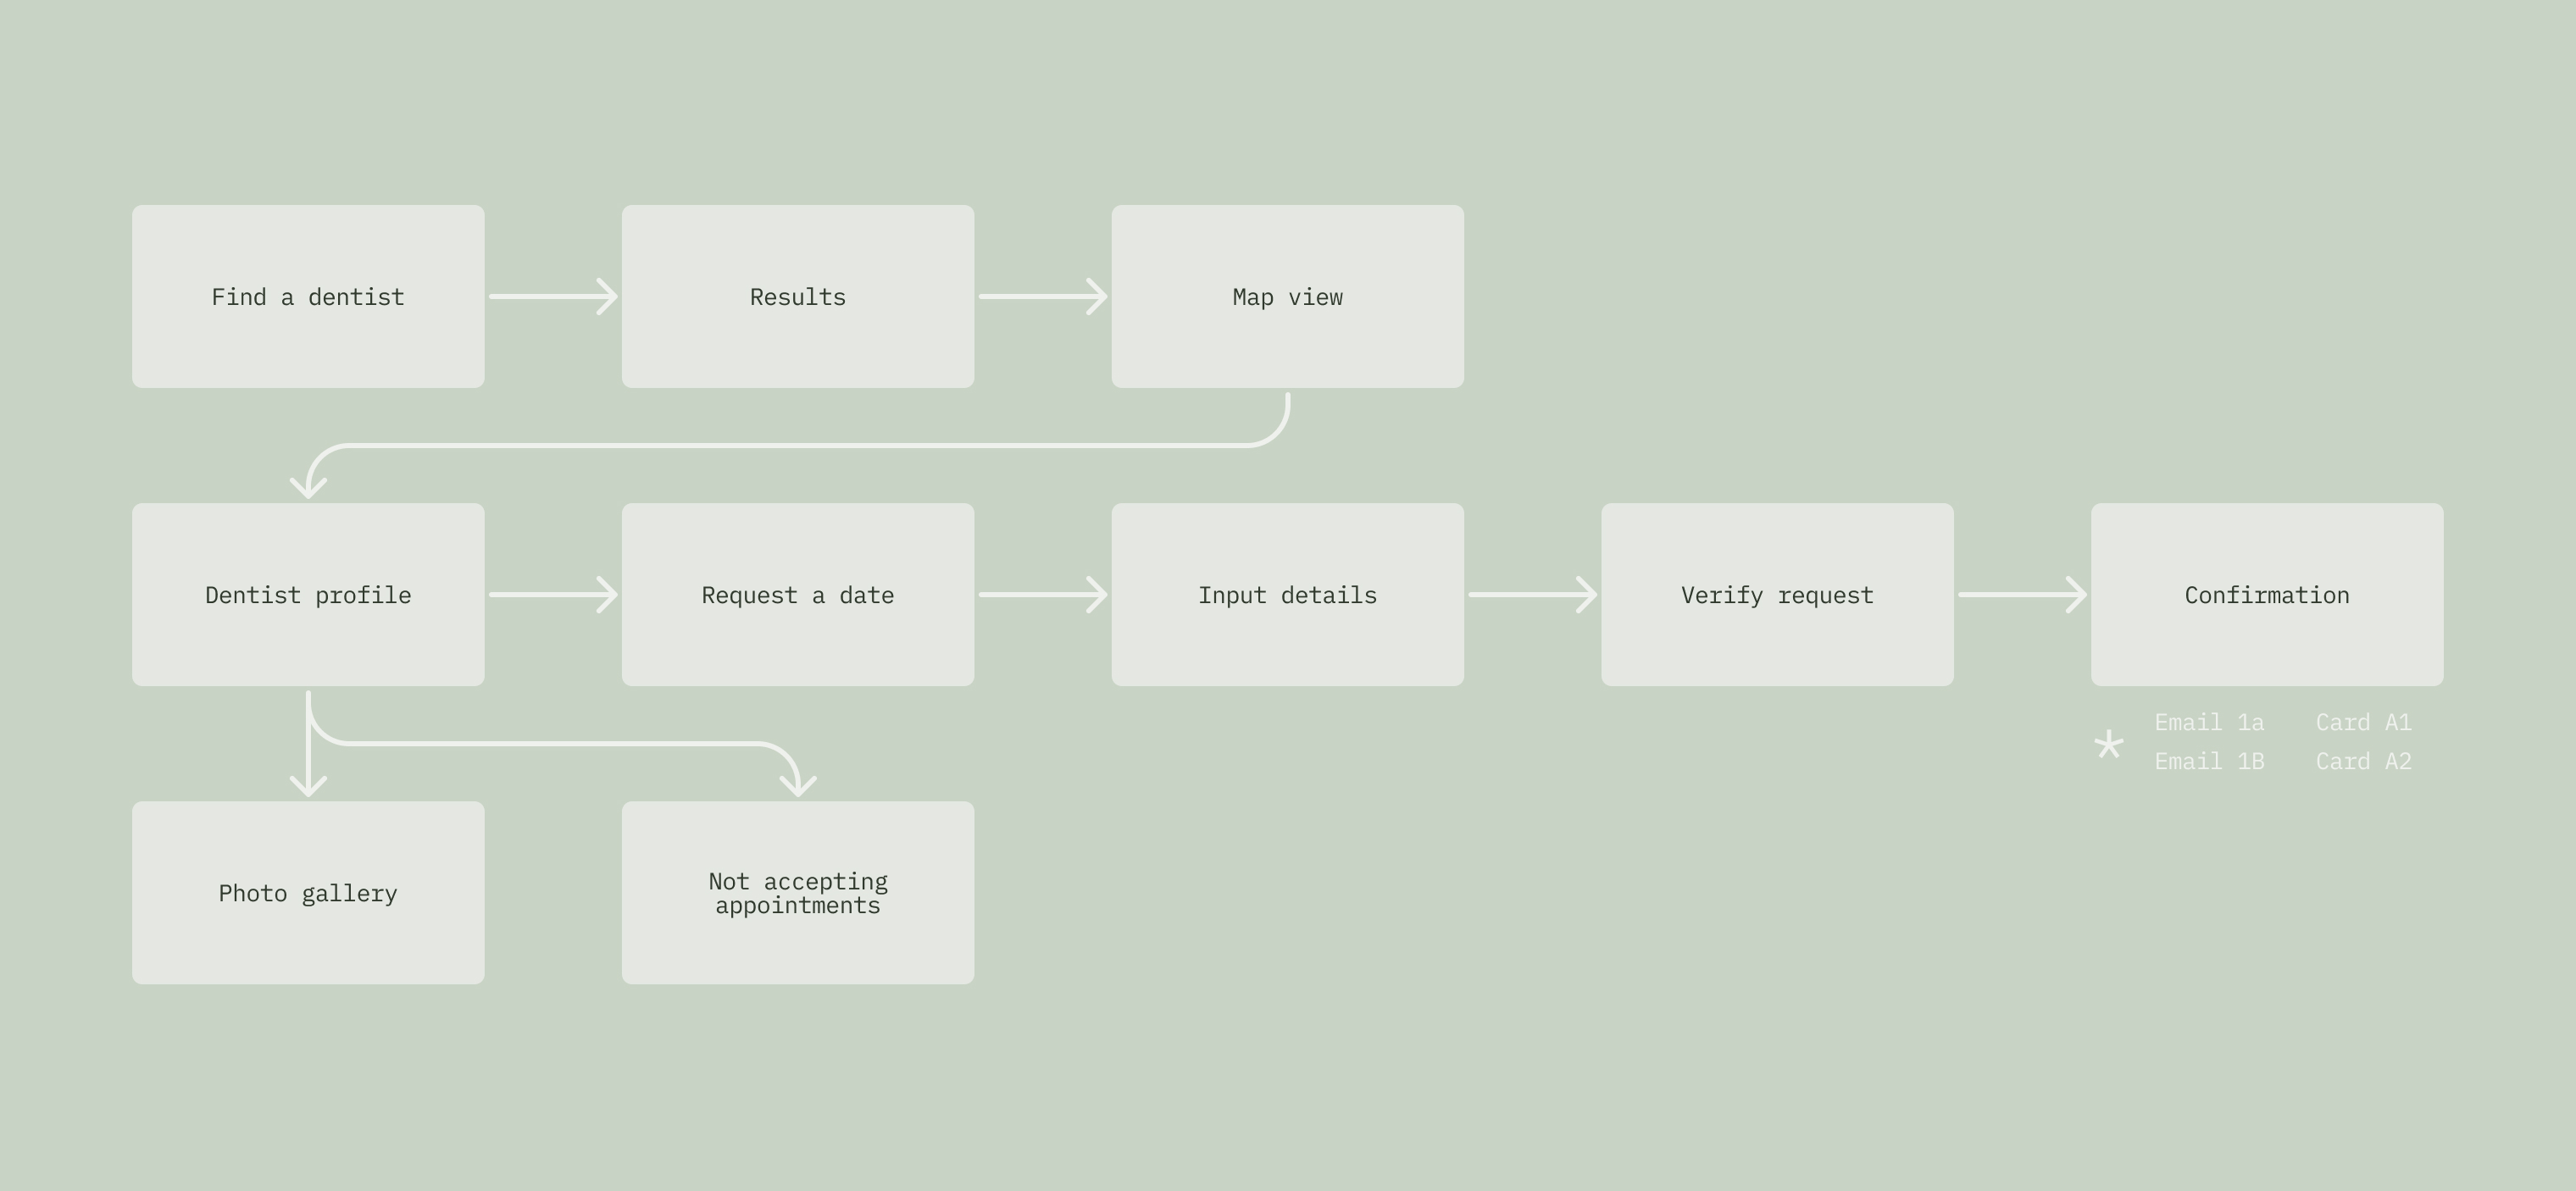 Find a dentist
Results
Map view
Dentist profile
Request a date
Input details
Verify request
Confirmation
* Email 1a Card A1
Email 1B Card A2
Photo gallery
Not accepting
appointments